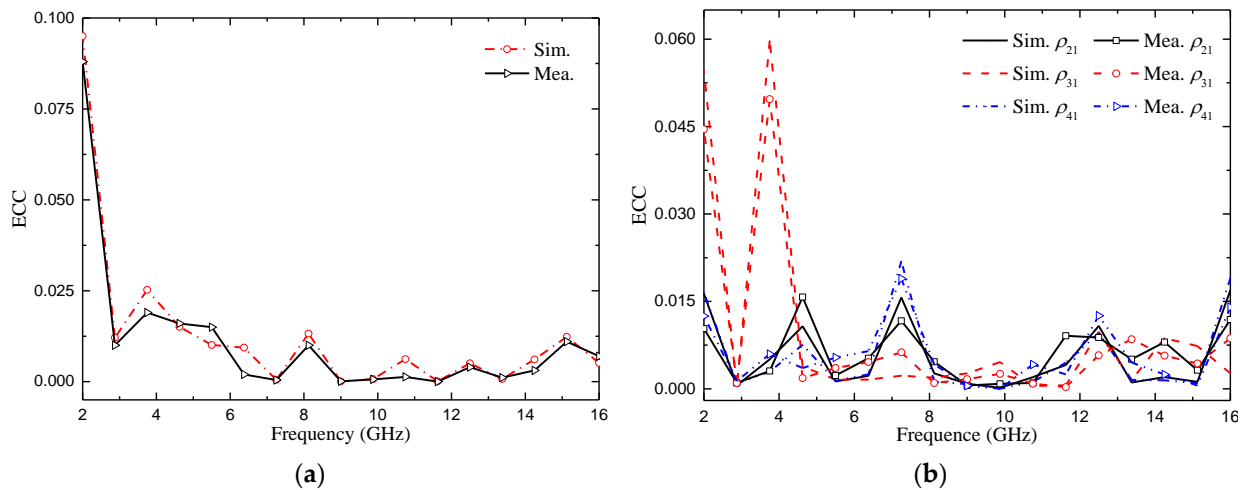 0.100
0.075
0.050
0.025
0.000
ECC
Sim.
Mea.
2 4 6 8 10 12 14 16
Frequency (GHz)
(a)
0.060
0.045
0.030
0.015
0.000
ECC
Sim. ρ21 Mea. ρ21
Sim. ρ31 Mea. ρ31
Sim. ρ41 Mea. ρ41
2 4 6 8 10 12 14 16
Frequence (GHz)
(b)